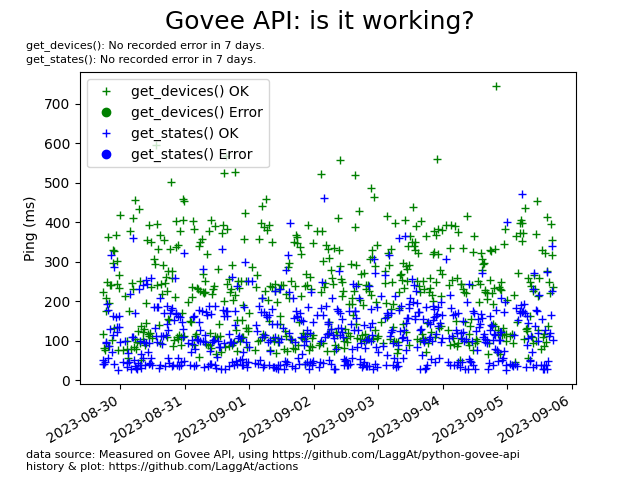 Govee API: is it working?
get_devices(): No recorded error in 7 days.
get_states(): No recorded error in 7 days.
get_devices() OK
get_devices() Error
get_states() OK
get_states() Error
Ping (ms)
700
600
500
400
300
200
100
0
2023-08-30
2023-08-31
2023-09-01
2023-09-02
2023-09-03
2023-09-04
2023-09-05
2023-09-06
data source: Measured on Govee API, using https://github.com/LaggAt/python-govee-api
history & plot: https://github.com/LaggAt/actions